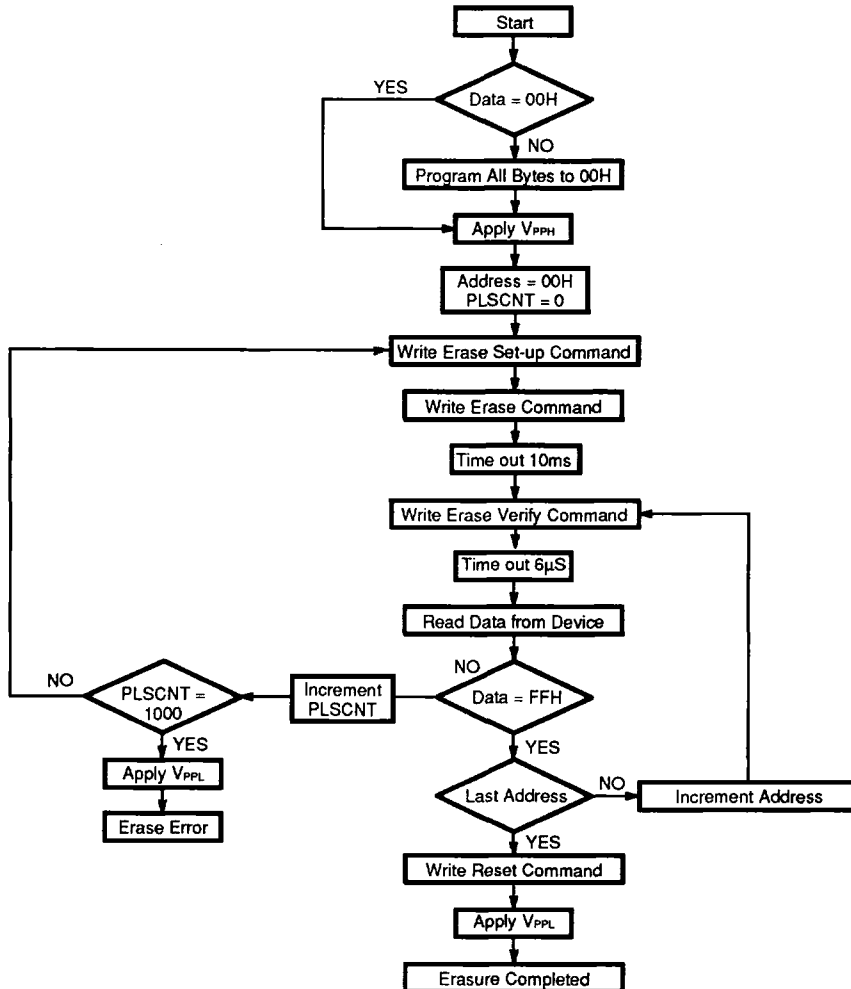 Start
YES
Data = 00H
NO
Program All Bytes to 00H
Apply VPPH
Address = 00H
PLSCNT = 0
Write Erase Set-up Command
Write Erase Command
Time out 10ms
Write Erase Verify Command
Time out 6µS
Read Data from Device
NO
PLSCNT =
1000
Increment
PLSCNT
NO
Data = FFH
YES
Apply VPPL
Erase Error
YES
Last Address
NO
Increment Address
YES
Write Reset Command
Apply VPPL
Erasure Completed